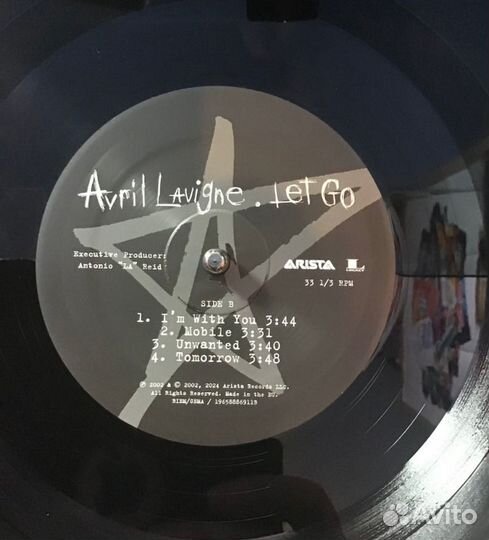 Avril Lavigne . Let Go
Executive Producer:
Antonio "LA" Reid
ARISTA
33 1/3 RPM
SIDE B
1. I'm With You 3:44
2. Mobile 3:31
3. Unwanted 3:40
4. Tomorrow 3:48
℗ 2002 & © 2002, 2024 Arista Records LLC.
All Rights Reserved. Made in the EU.
BIEM/GEMA / 19658886911B
Avito